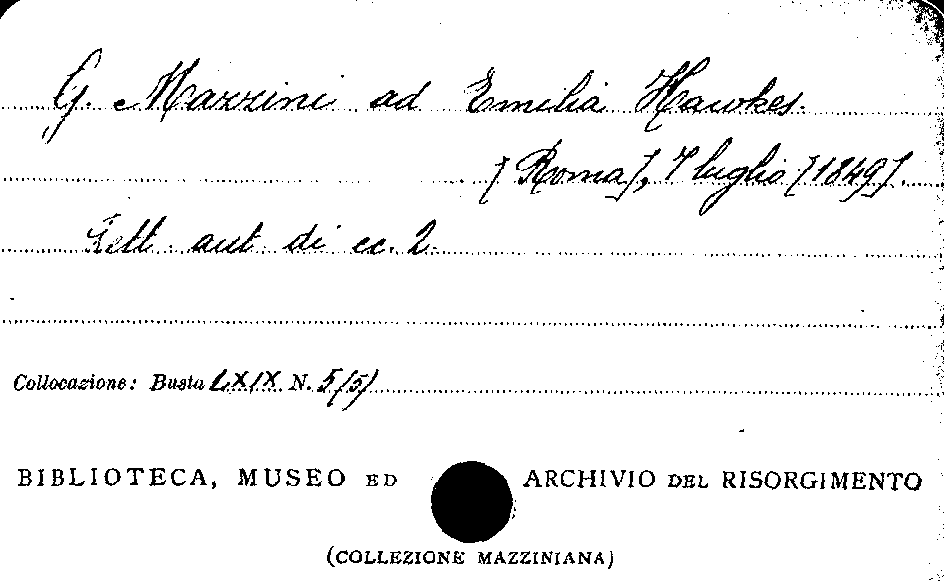 G. Mazzini ad Emilia Hawkes.
[Roma], 7 luglio [1849].
Lett. aut. di cc. 2.
Collocazione: Busta LXIX N. 5(5)
BIBLIOTECA, MUSEO ED ARCHIVIO DEL RISORGIMENTO
(COLLEZIONE MAZZINIANA)